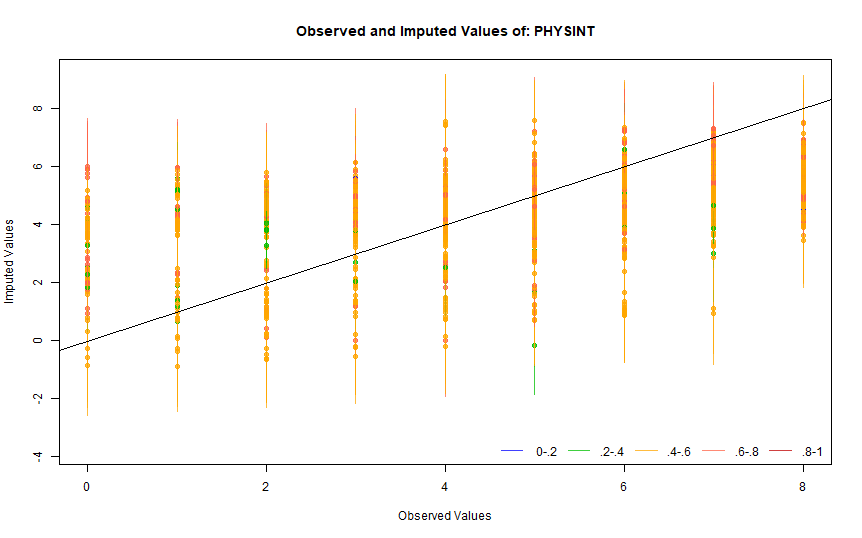 Observed and Imputed Values of: PHYSINT
Imputed Values
8
6
4
2
0
-2
-4
0-.2 .2-.4 .4-.6 .6-.8 .8-1
0 2 4 6 8
Observed Values